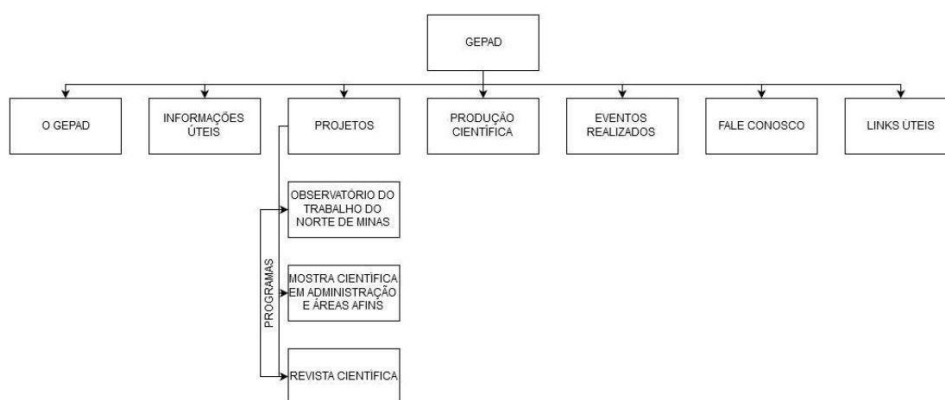 GEPAD
O GEPAD
INFORMAÇÕES
ÚTEIS
PROJETOS
PRODUÇÃO
CIENTÍFICA
EVENTOS
REALIZADOS
FALE CONOSCO
LINKS ÚTEIS
OBSERVATÓRIO DO
TRABALHO DO
NORTE DE MINAS
PROGRAMAS
MOSTRA CIENTÍFICA
EM ADMINISTRAÇÃO
E ÁREAS AFINS
REVISTA CIENTÍFICA